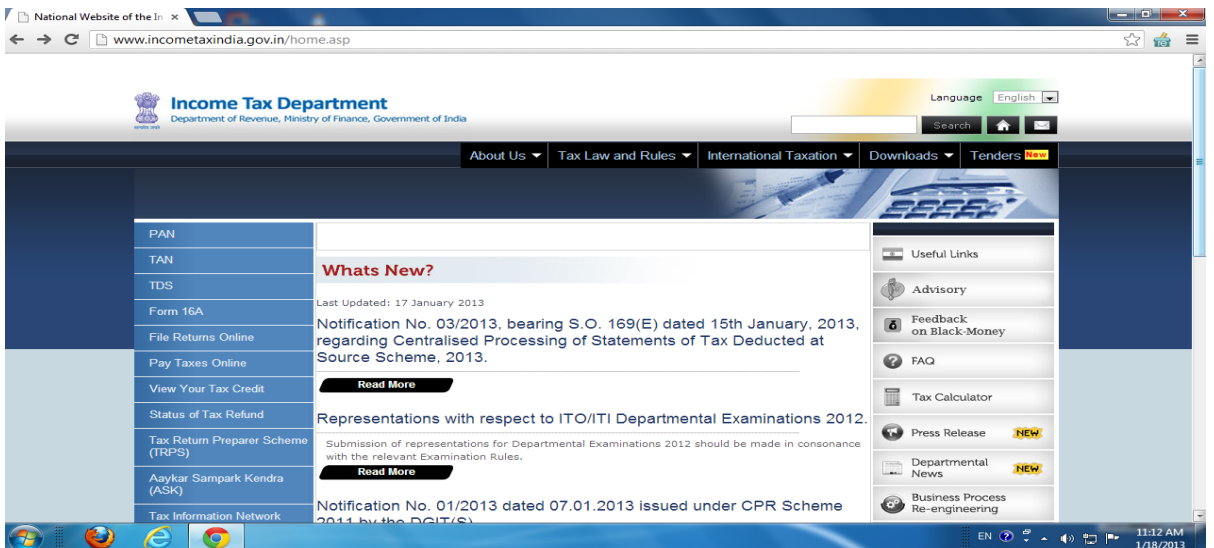 National Website of the In
www.incometaxindia.gov.in/home.asp
Income Tax Department
Department of Revenue, Ministry of Finance, Government of India
Language English
Search
About Us Tax Law and Rules International Taxation Downloads Tenders New
PAN
TAN
TDS
Form 16A
File Returns Online
Pay Taxes Online
View Your Tax Credit
Status of Tax Refund
Tax Return Preparer Scheme
(TRPS)
Aaykar Sampark Kendra
(ASK)
Tax Information Network
Whats New?
Last Updated: 17 January 2013
Notification No. 03/2013, bearing S.O. 169(E) dated 15th January, 2013,
regarding Centralised Processing of Statements of Tax Deducted at
Source Scheme, 2013.
Read More
Representations with respect to ITO/ITI Departmental Examinations 2012.
Submission of representations for Departmental Examinations 2012 should be made in consonance
with the relevant Examination Rules.
Read More
Notification No. 01/2013 dated 07.01.2013 issued under CPR Scheme
2011 by the DGIT(S)
Useful Links
Advisory
Feedback
on Black-Money
FAQ
Tax Calculator
Press Release NEW
Departmental
News NEW
Business Process
Re-engineering
EN
11:12 AM
1/18/2013